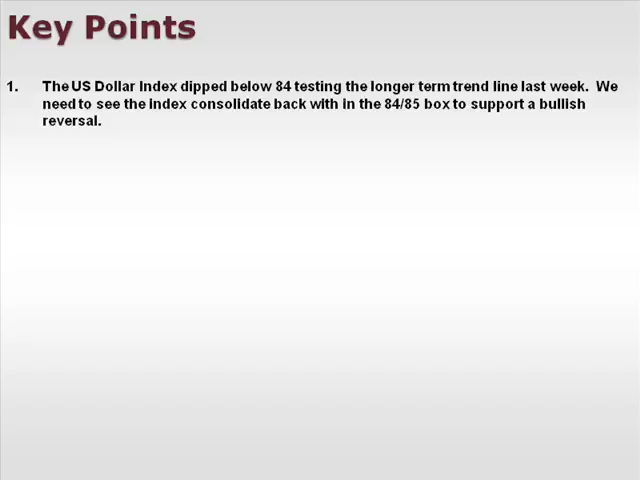 Key Points
1. The US Dollar Index dipped below 84 testing the longer term trend line last week. We
need to see the index consolidate back with in the 84/85 box to support a bullish
reversal.